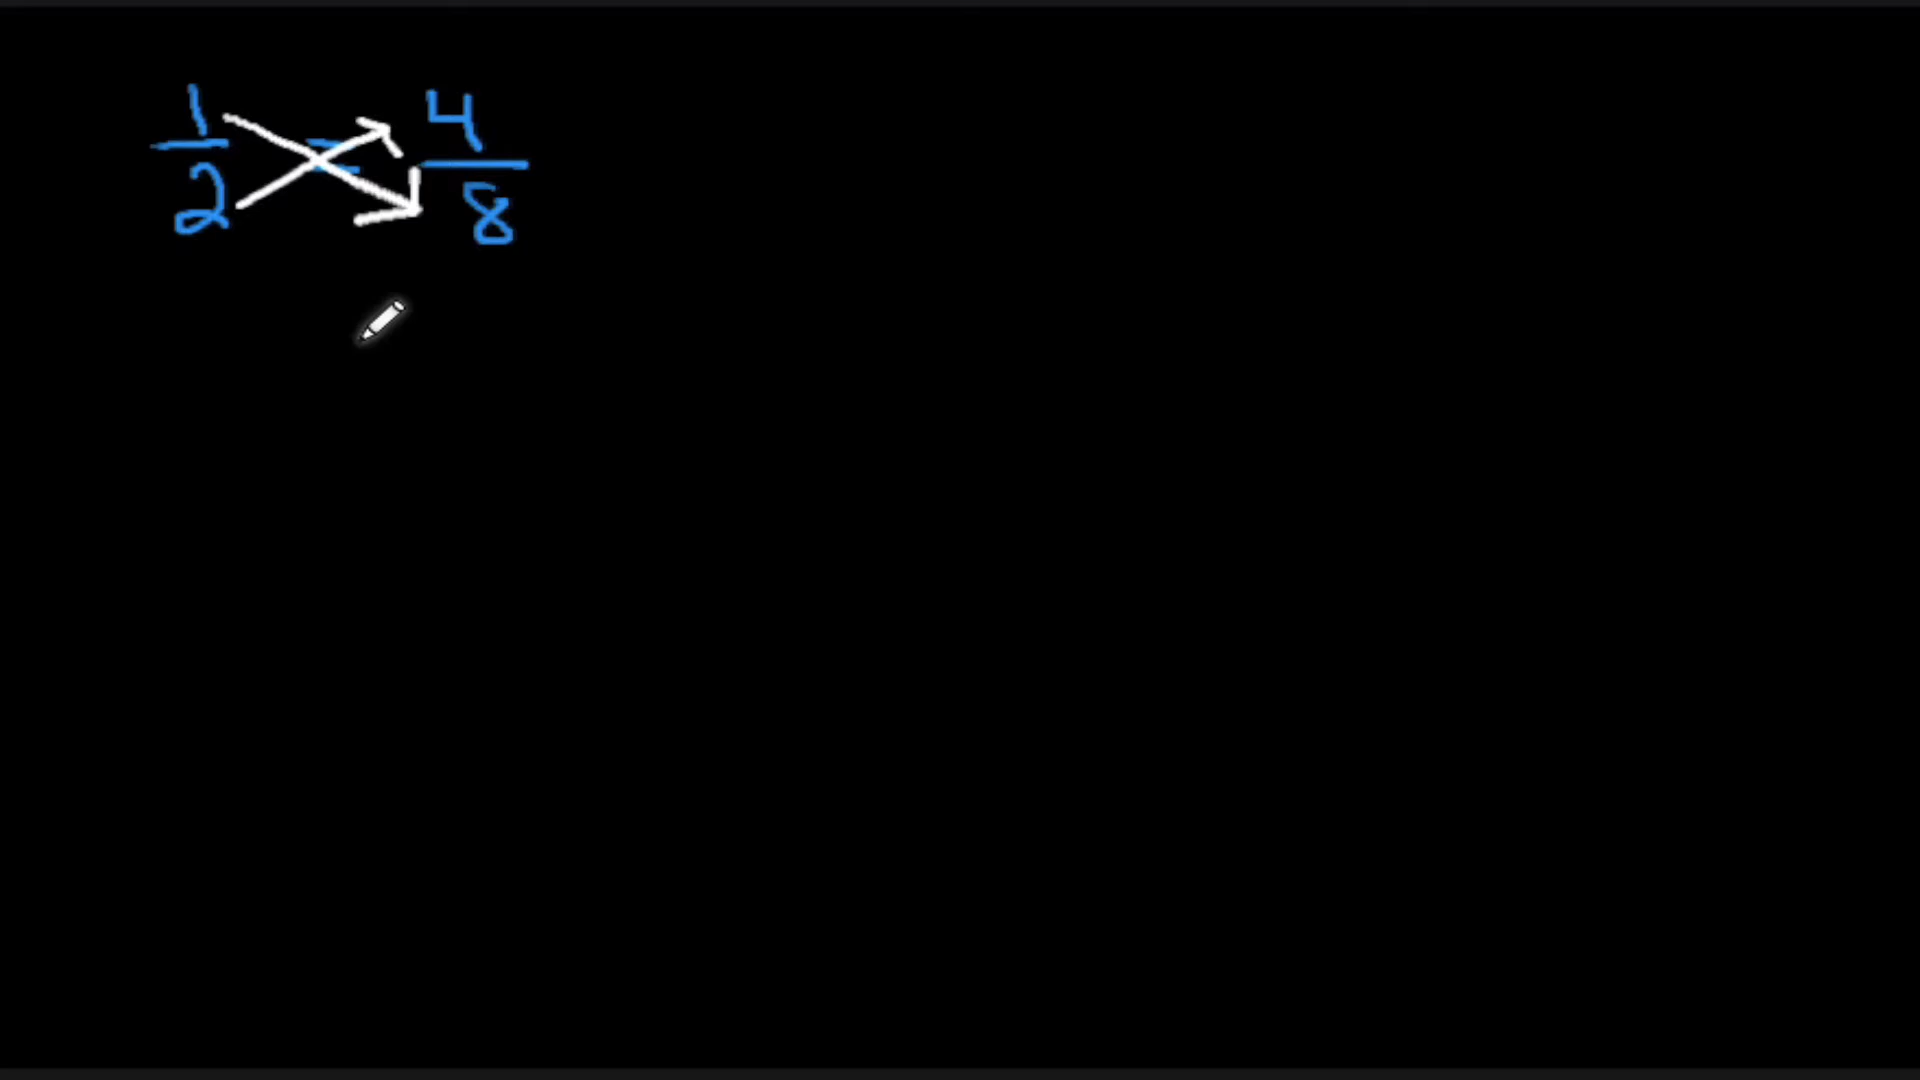 1/2 = 4/8